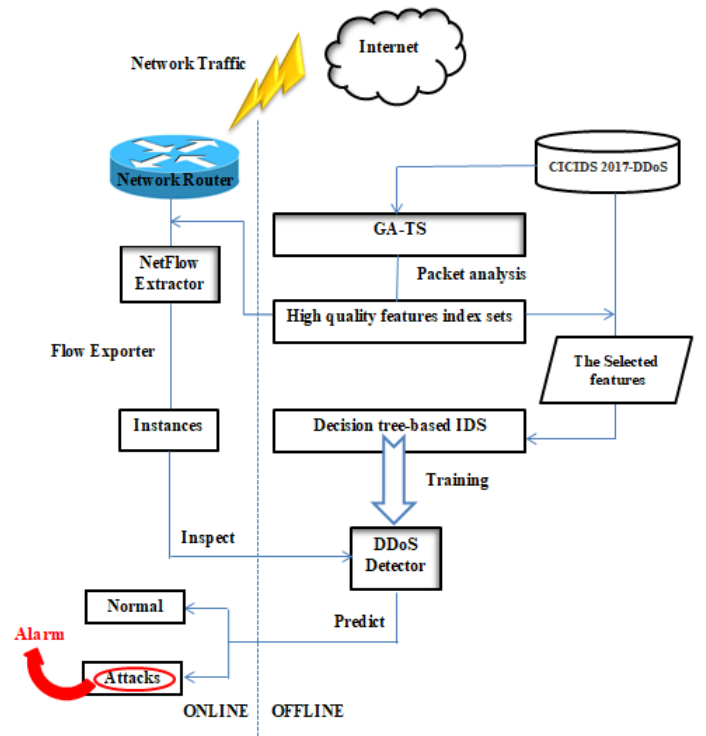 Internet
Network Traffic
Network Router
CICIDS 2017-DDoS
GA-TS
Packet analysis
NetFlow
Extractor
High quality features index sets
Flow Exporter
The Selected
features
Instances
Decision tree-based IDS
Training
Inspect
DDoS
Detector
Normal
Predict
Alarm
Attacks
ONLINE
OFFLINE